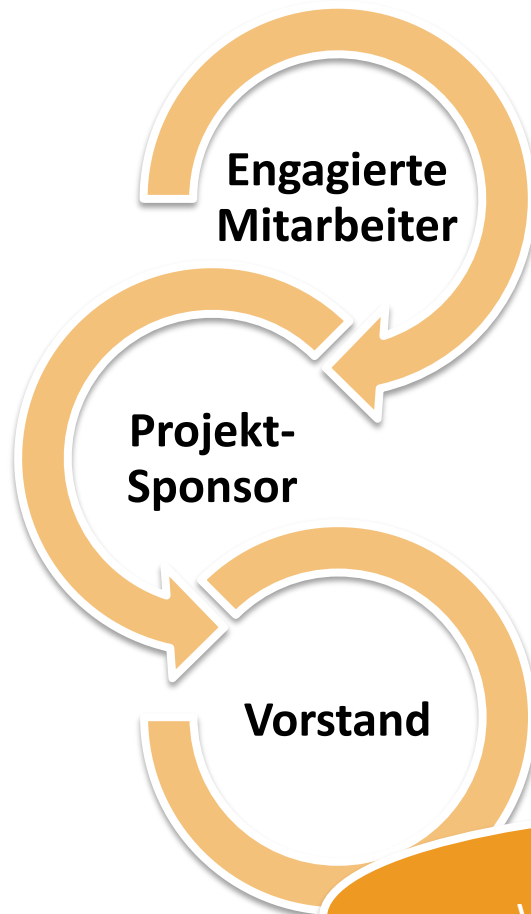 Engagierte
Mitarbeiter
Projekt-
Sponsor
Vorstand